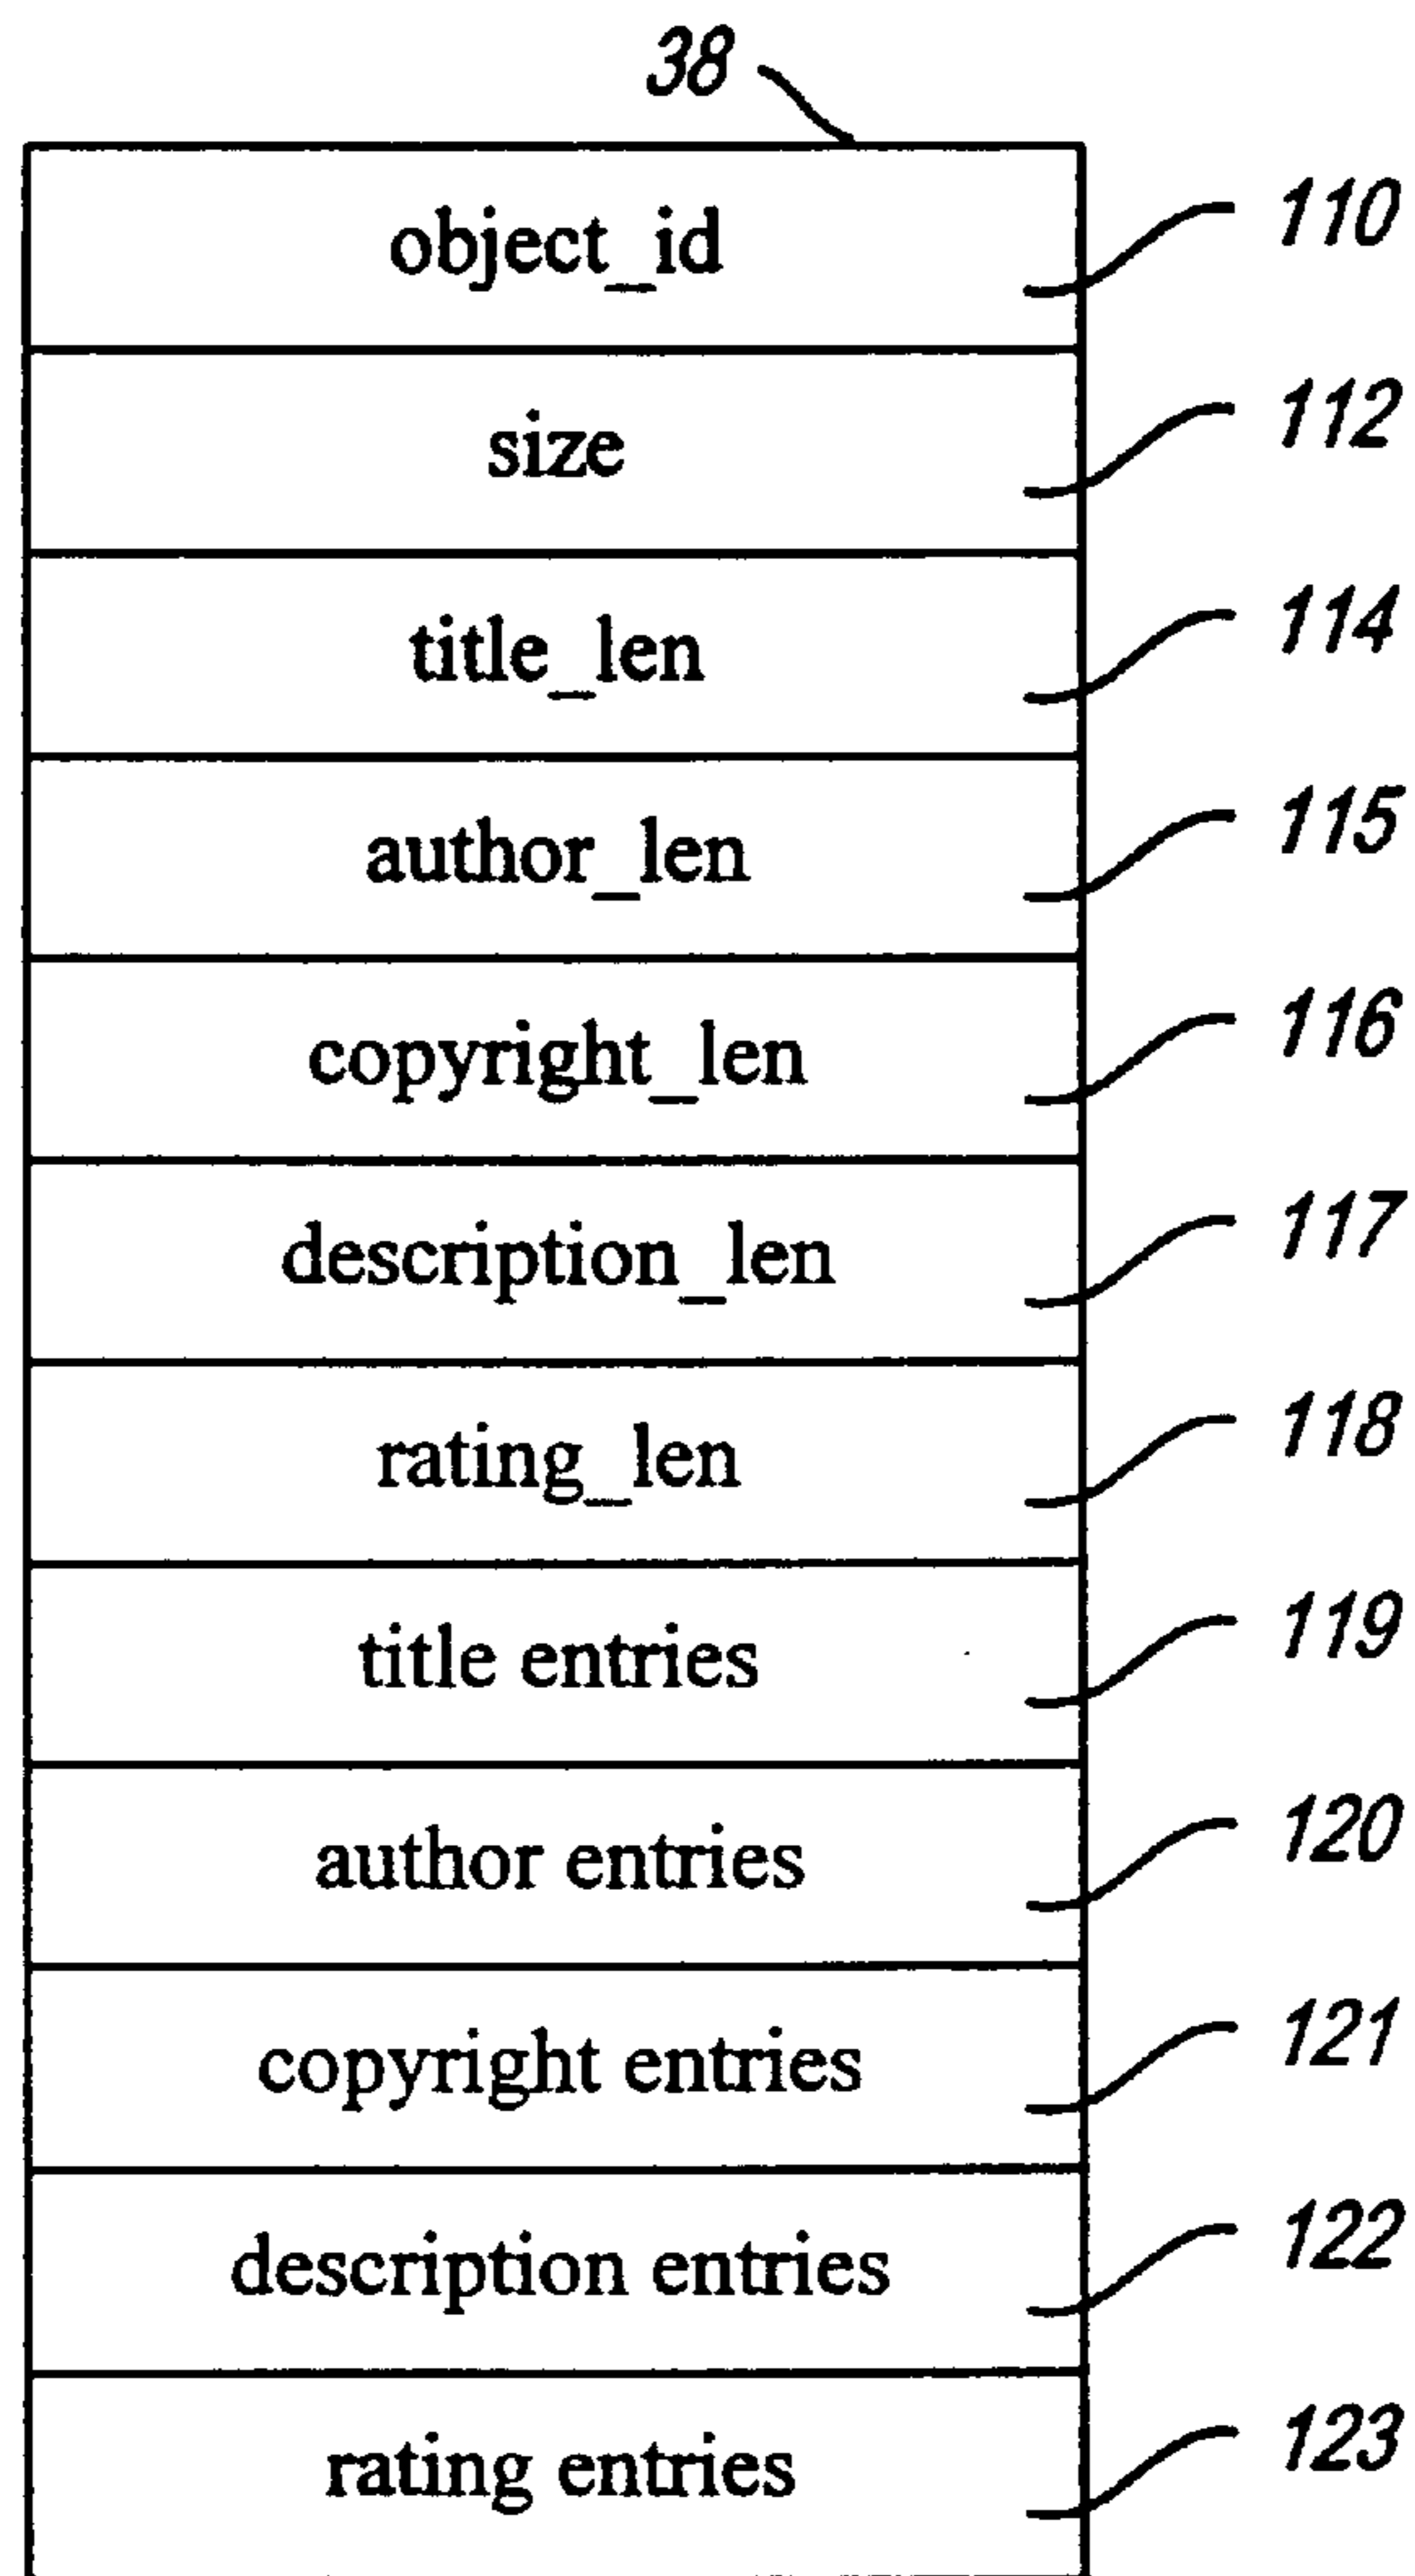 38
object_id 110
size 112
title_len 114
author_len 115
copyright_len 116
description_len 117
rating_len 118
title entries 119
author entries 120
copyright entries 121
description entries 122
rating entries 123